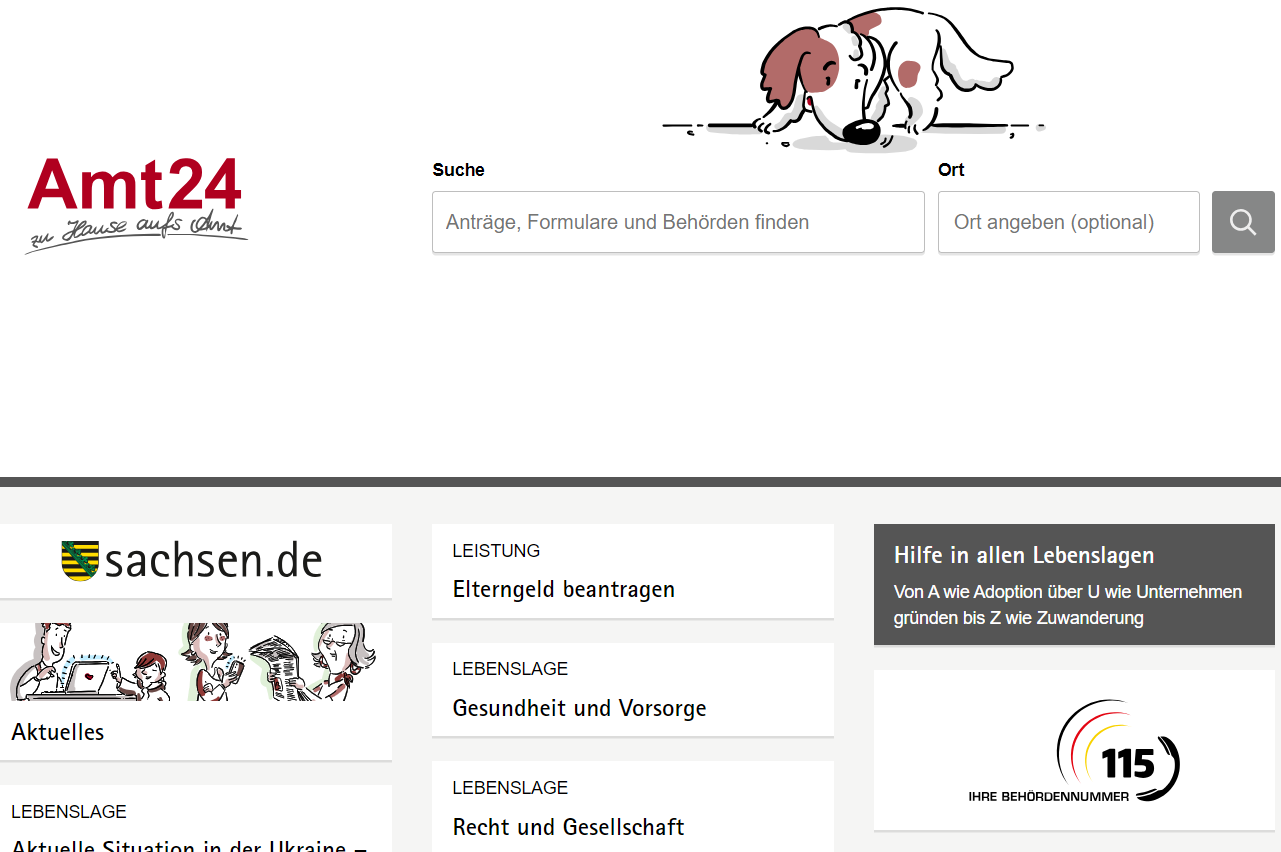 Amt24
zu Hause aufs Amt
Suche
Anträge, Formulare und Behörden finden
Ort
Ort angeben (optional)
sachsen.de
Aktuelles
LEBENSLAGE
Aktuelle Situation in der Ukraine –
LEISTUNG
Elterngeld beantragen
LEBENSLAGE
Gesundheit und Vorsorge
LEBENSLAGE
Recht und Gesellschaft
Hilfe in allen Lebenslagen
Von A wie Adoption über U wie Unternehmen
gründen bis Z wie Zuwanderung
115
IHRE BEHÖRDENNUMMER